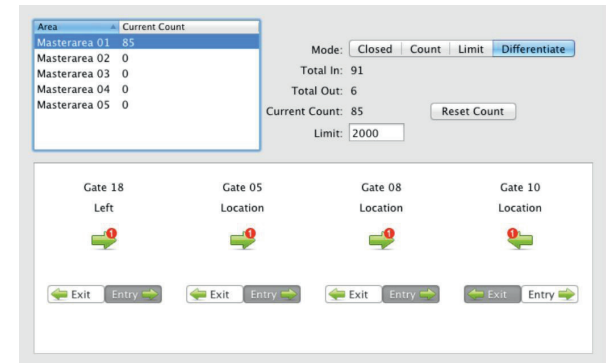 Area Current Count
Masterarea 01 85
Masterarea 02 0
Masterarea 03 0
Masterarea 04 0
Masterarea 05 0
Mode: Closed Count Limit Differentiate
Total In: 91
Total Out: 6
Current Count: 85 Reset Count
Limit: 2000
Gate 18 Gate 05 Gate 08 Gate 10
Left Location Location Location
1 1 1 1
Exit Entry Exit Entry Exit Entry Exit Entry